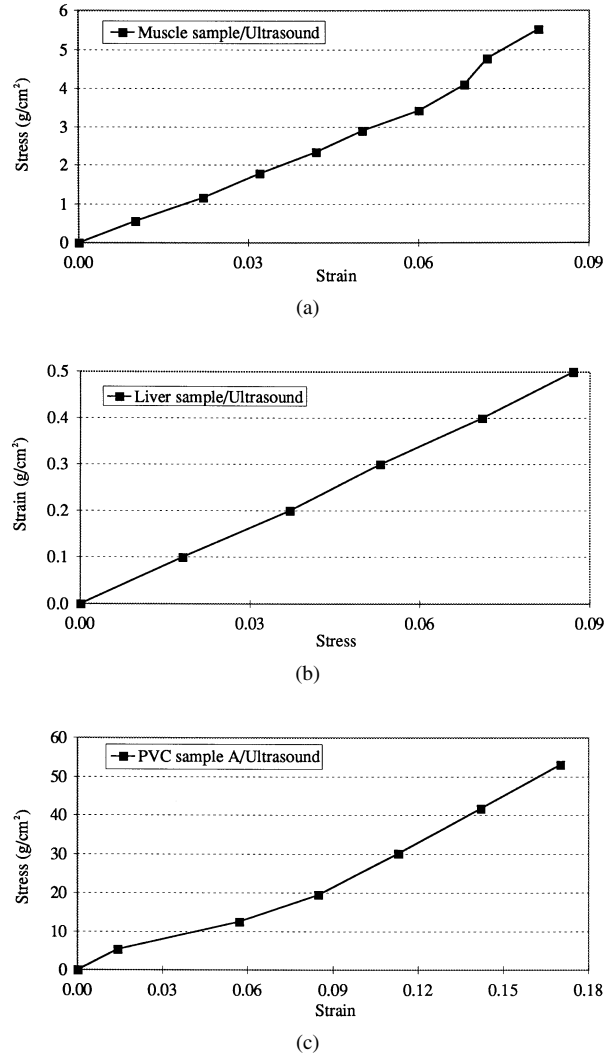 Muscle sample/Ultrasound
Stress (g/cm²)
6
5
4
3
2
1
0
0.00 0.03 0.06 0.09
Strain
(a)
Liver sample/Ultrasound
Strain (g/cm²)
0.5
0.4
0.3
0.2
0.1
0.0
0.00 0.03 0.06 0.09
Stress
(b)
PVC sample A/Ultrasound
Stress (g/cm²)
60
50
40
30
20
10
0
0.00 0.03 0.06 0.09 0.12 0.15 0.18
Strain
(c)